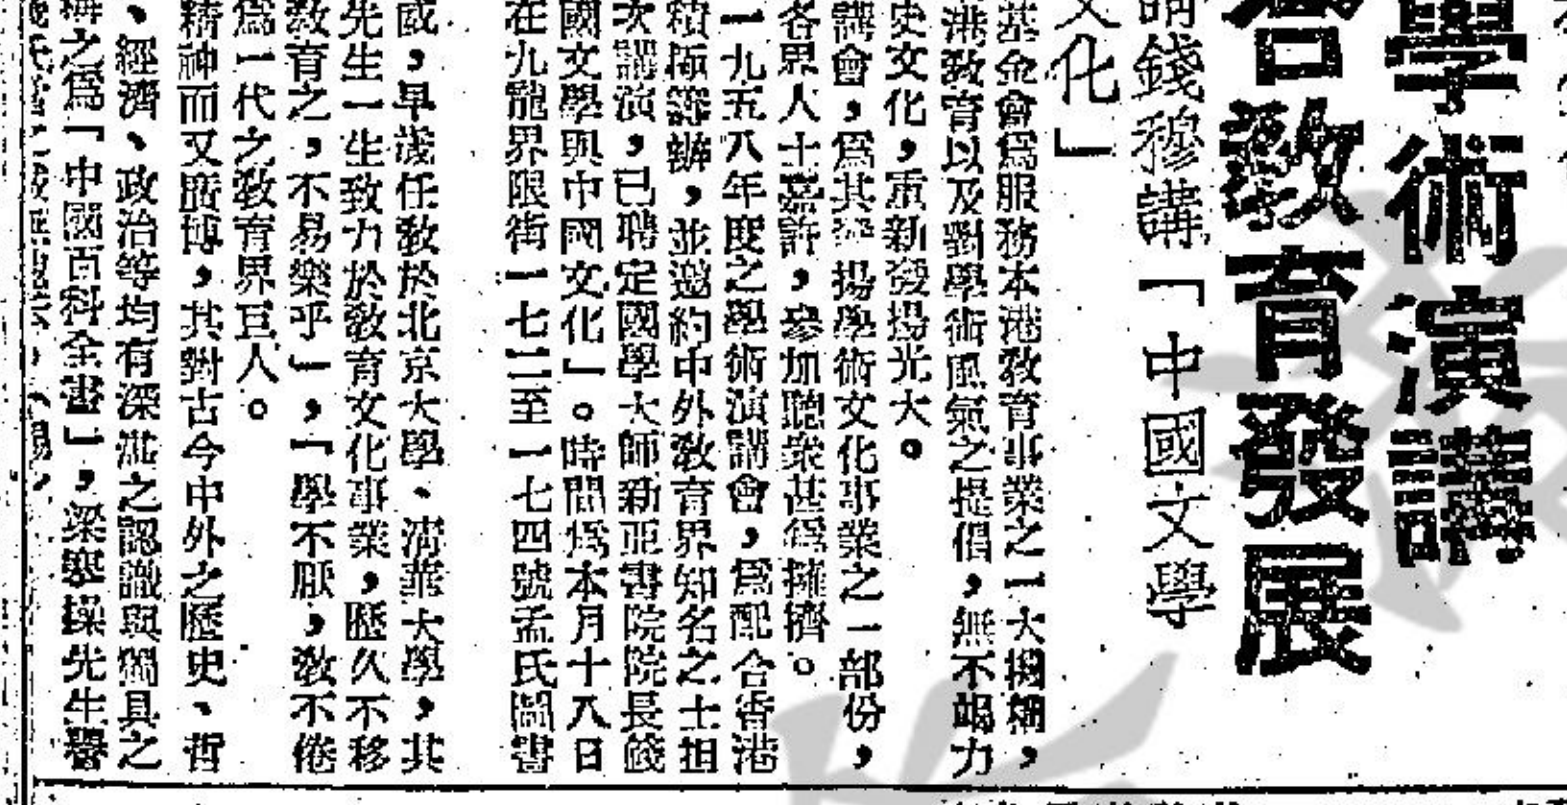 學術演講
教育發展
請錢穆講「中國文學
文化」
基金會爲服務本港教育事業之一大機構，
港教育以及對學術風氣之提倡，無不竭力
史文化，重新發揚光大。
講會，爲其發揚學術文化事業之一部份，
各界人士嘉許，參加聽衆甚爲擁擠。
一九五八年度之學術演講會，爲配合香港
積極籌辦，並邀約中外教育界知名之士担
次講演，已聘定國學大師新亞書院院長錢
國文學與中國文化」。時間爲本月十八日
在九龍界限街一七二至一七四號孟氏圖書
威，早歲任教於北京大學、清華大學，其
先生一生致力於教育文化事業，歷久不移
教育之，不易樂乎」，「學不厭，教不倦
爲一代之教育界巨人。
精神而又廣博，其對古今中外之歷史、哲
、經濟、政治等均有深湛之認識與獨具之
稱之爲「中國百科全書」，梁寒操先生譽